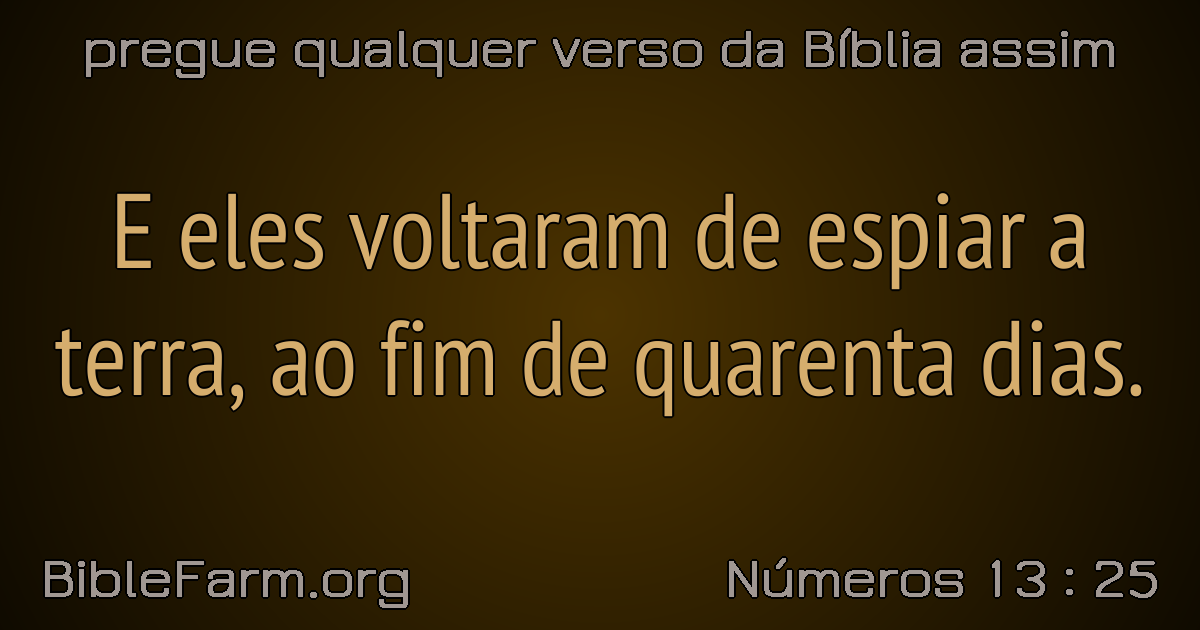 pregue qualquer verso da Bíblia assim
E eles voltaram de espiar a
terra, ao fim de quarenta dias.
BibleFarm.org
Números 13 : 25